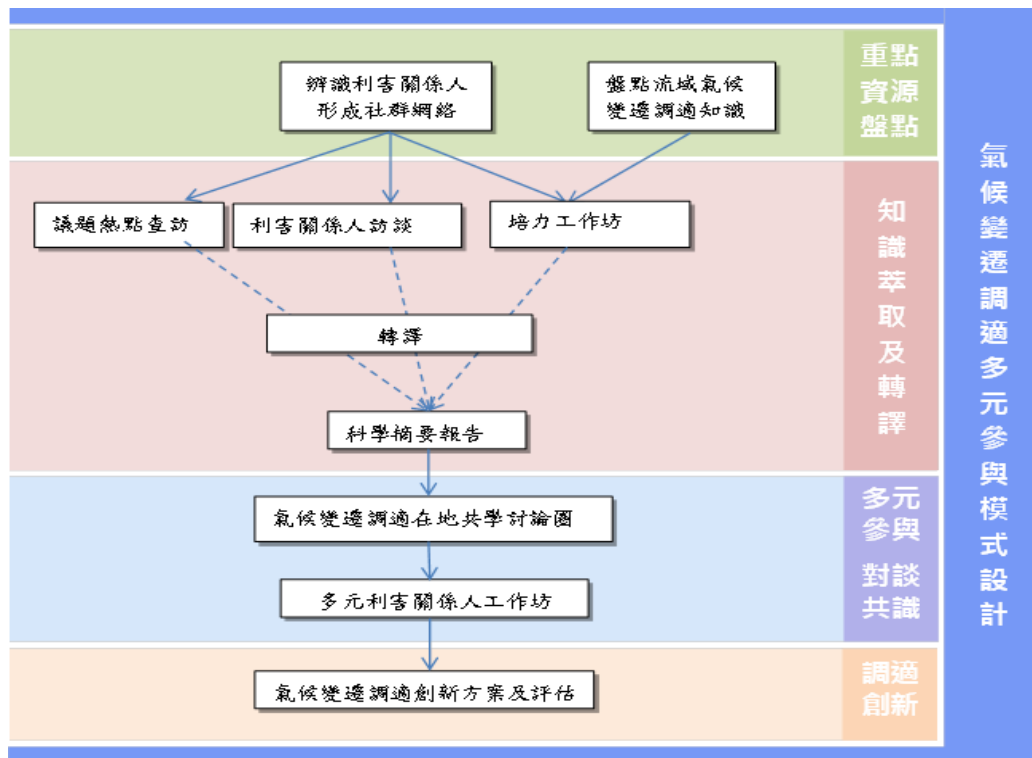 辨識利害關係人
形成社群網絡
盤點流域氣候
變遷調適知識
重點
資源
盤點
議題熱點查訪
利害關係人訪談
培力工作坊
轉譯
科學摘要報告
知識萃取及轉譯
氣候變遷調適在地共學討論圈
多元利害關係人工作坊
多元
參與
對談
共識
氣候變遷調適創新方案及評估
調適
創新
氣候變遷調適多元參與模式設計